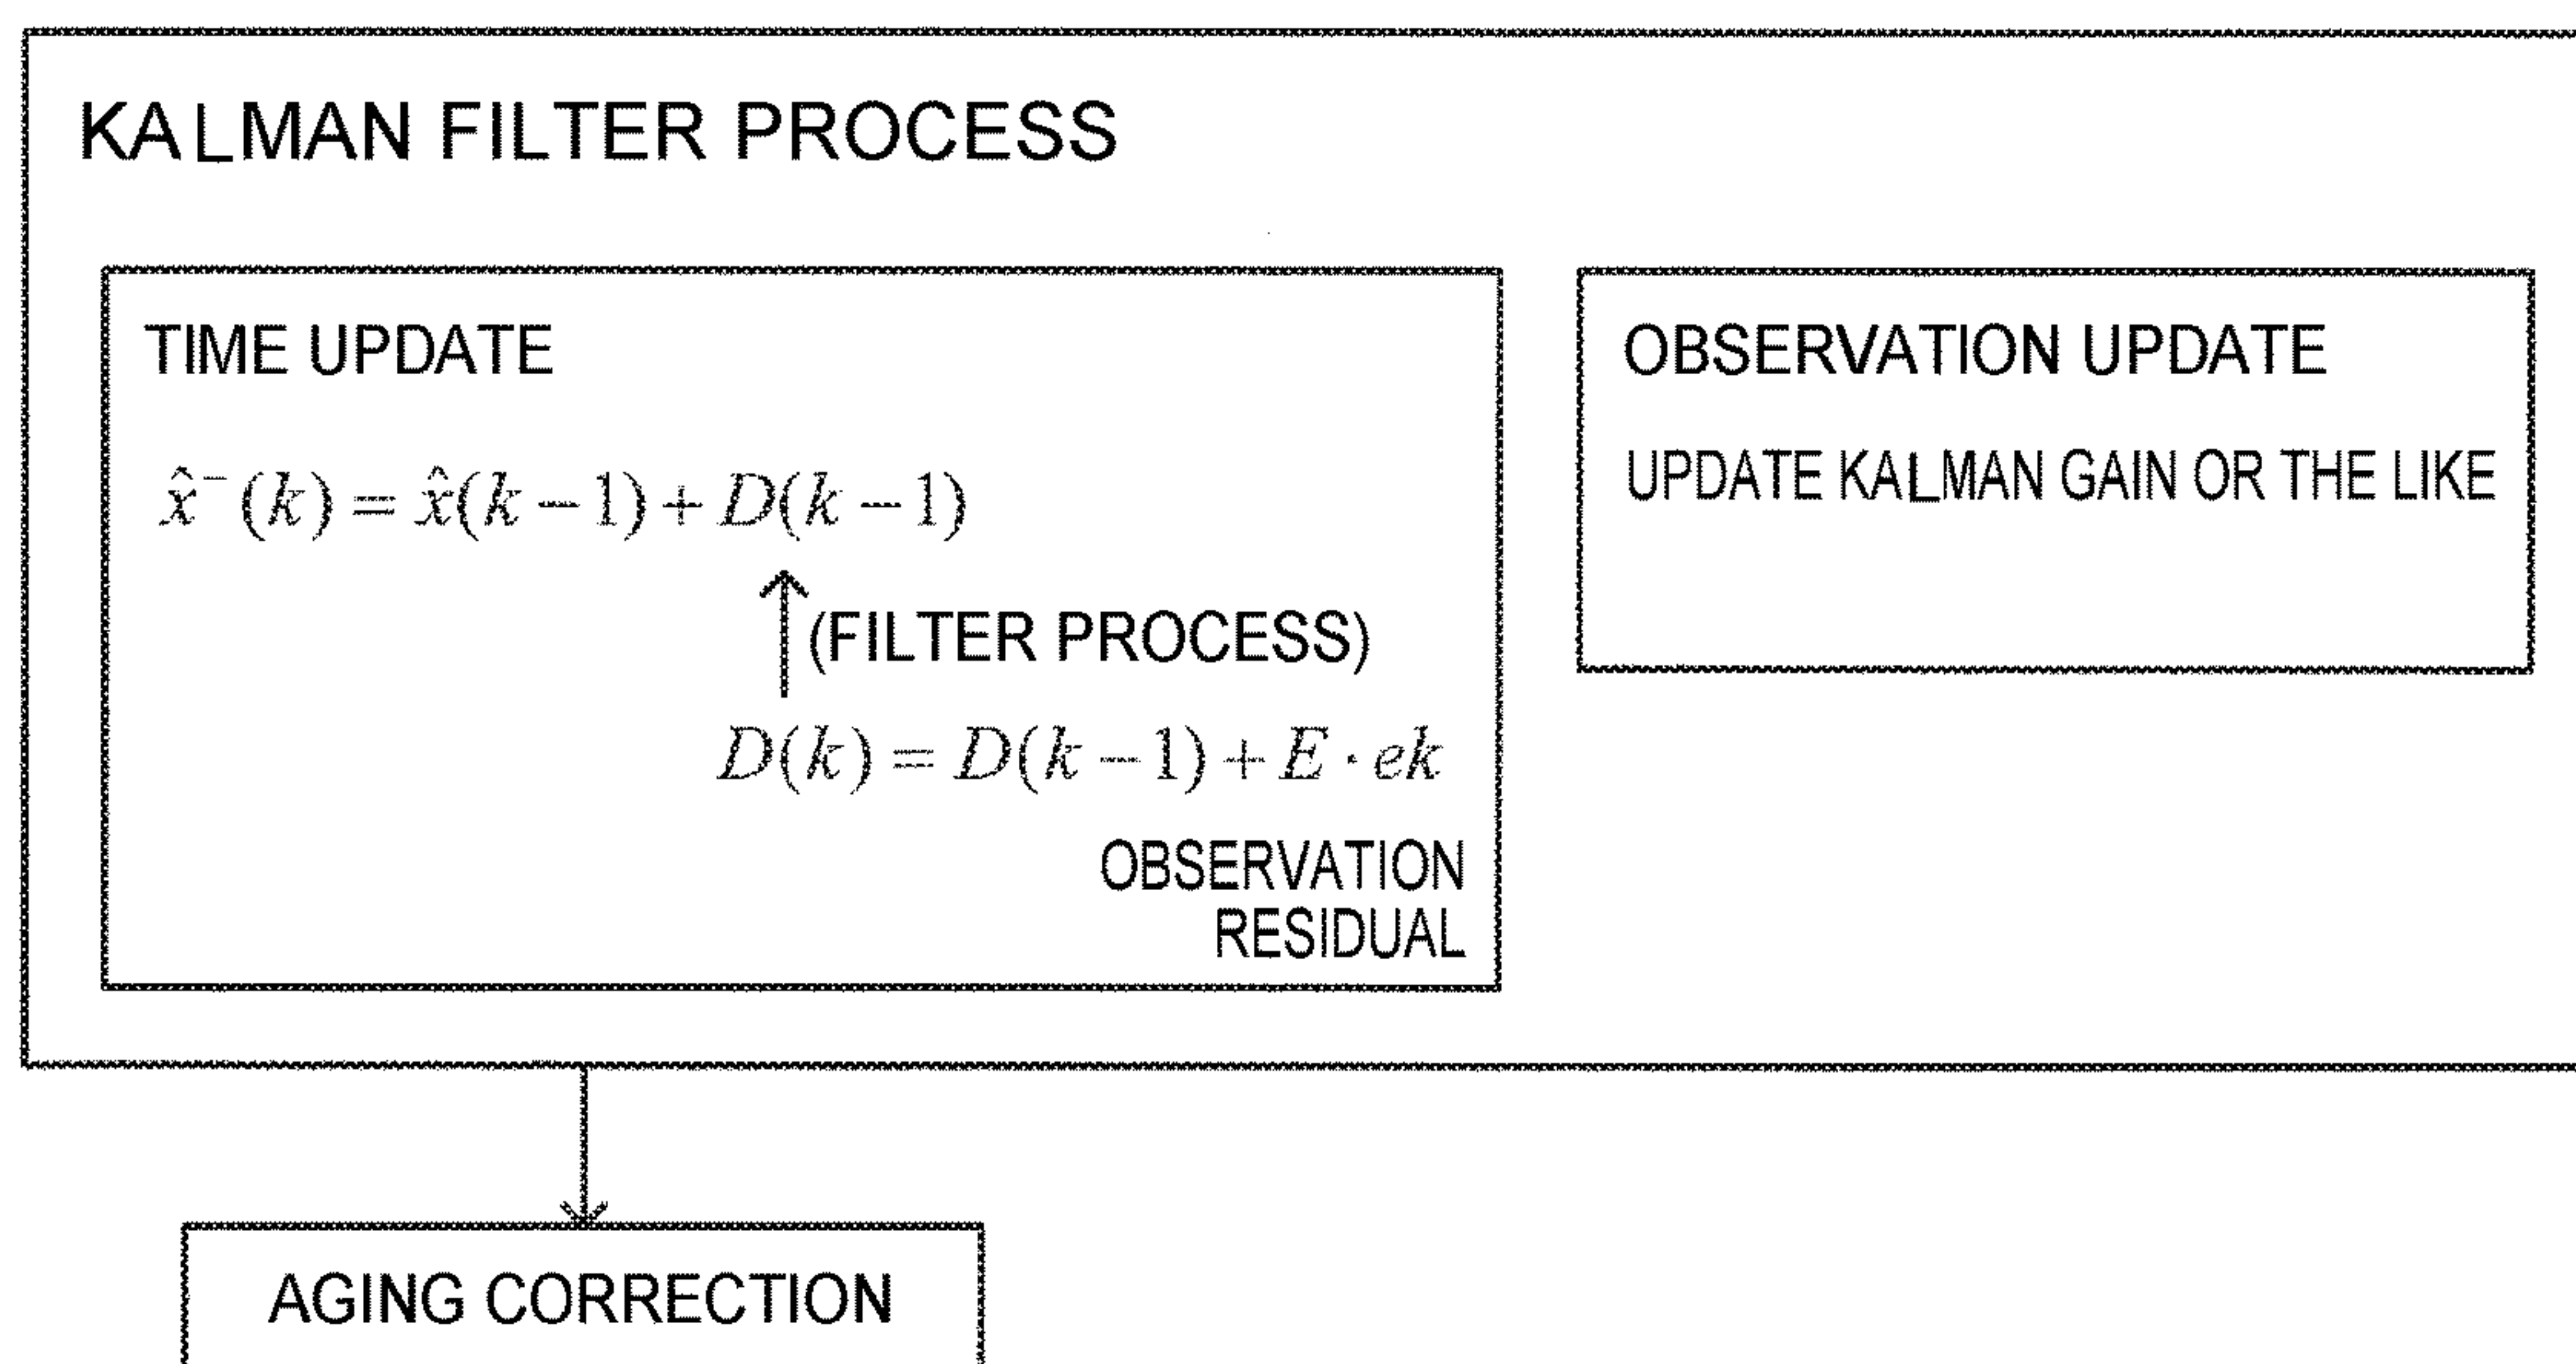 KALMAN FILTER PROCESS
TIME UPDATE
x̂⁻(k) = x̂(k−1) + D(k−1)
(FILTER PROCESS)
D(k) = D(k−1) + E · ek
OBSERVATION
RESIDUAL
OBSERVATION UPDATE
UPDATE KALMAN GAIN OR THE LIKE
AGING CORRECTION